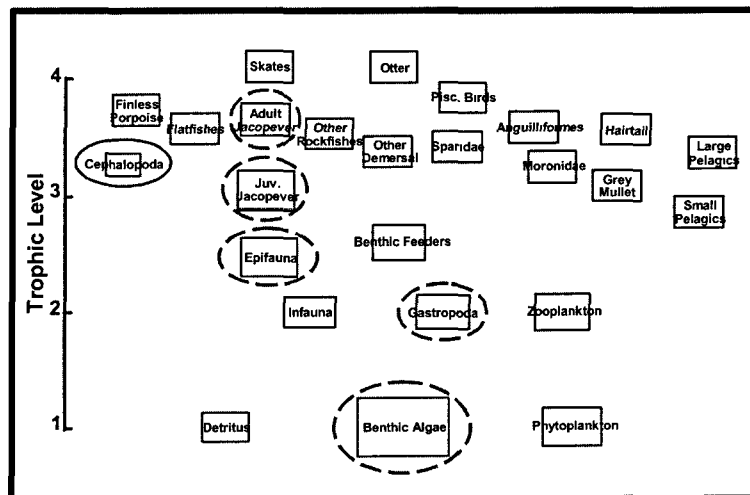 Trophic Level
4
3
2
1
Skates
Otter
Finless
Porpoise
Flatfishes
Adult
Jacopever
Other
Rockfishes
Pisc. Birds
Anguilliformes
Hairtail
Cephalopoda
Other
Demersal
Sparidae
Moronidae
Large
Pelagics
Juv.
Jacopever
Grey
Mullet
Small
Pelagics
Epifauna
Benthic Feeders
Infauna
Gastropoda
Zooplankton
Detritus
Benthic Algae
Phytoplankton